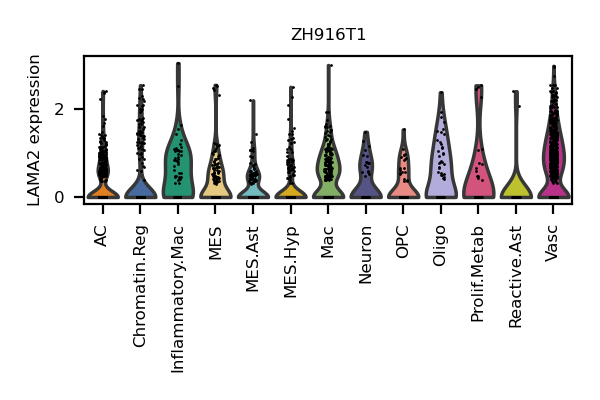 ZH916T1
LAMA2 expression
2
0
AC
Chromatin.Reg
Inflammatory.Mac
MES
MES.Ast
MES.Hyp
Mac
Neuron
OPC
Oligo
Prolif.Metab
Reactive.Ast
Vasc